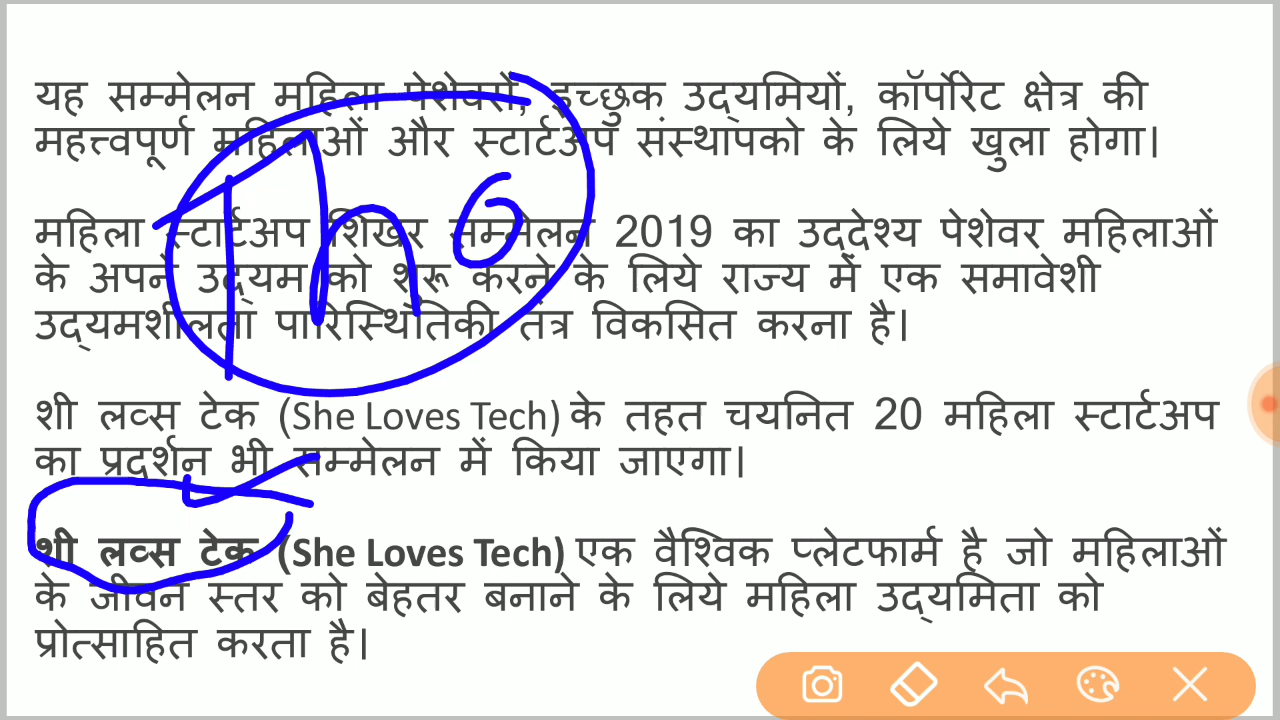 यह सम्मेलन महिला पेशेवरों, इच्छुक उद्यमियों, कॉर्पोरेट क्षेत्र की
महत्त्वपूर्ण महिलाओं और स्टार्टअप संस्थापको के लिये खुला होगा।
महिला स्टार्टअप शिखर सम्मेलन 2019 का उद्देश्य पेशेवर महिलाओं
के अपने उद्यम को शुरू करने के लिये राज्य में एक समावेशी
उद्यमशीलता पारिस्थितिकी तंत्र विकसित करना है।
शी लव्स टेक (She Loves Tech) के तहत चयनित 20 महिला स्टार्टअप
का प्रदर्शन भी सम्मेलन में किया जाएगा।
शी लव्स टेक (She Loves Tech) एक वैश्विक प्लेटफार्म है जो महिलाओं
के जीवन स्तर को बेहतर बनाने के लिये महिला उद्यमिता को
प्रोत्साहित करता है।